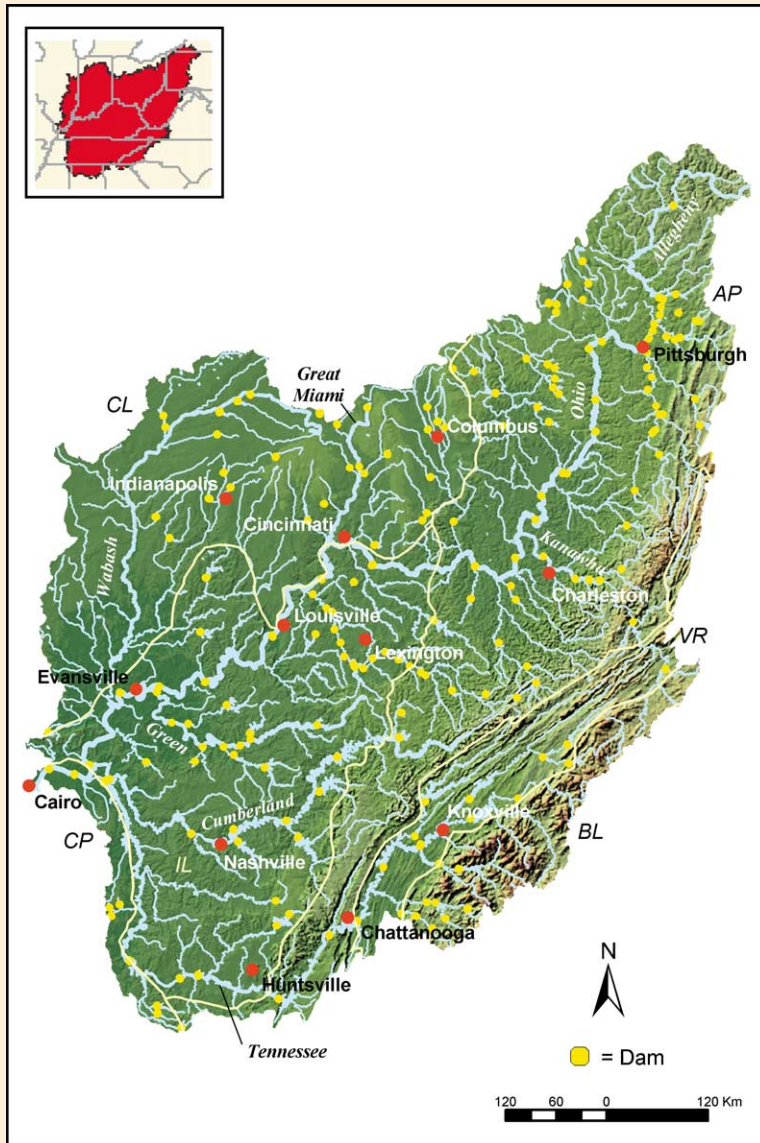 Allegheny
AP
Pittsburgh
Great
Miami
CL
Ohio
Columbus
Indianapolis
Cincinnati
Kanawha
Wabash
Charleston
Louisville
Lexington
VR
Evansville
Green
Cairo
Cumberland
Knoxville
CP
BL
IL
Nashville
Chattanooga
N
Huntsville
Tennessee
= Dam
120 60 0 120 Km